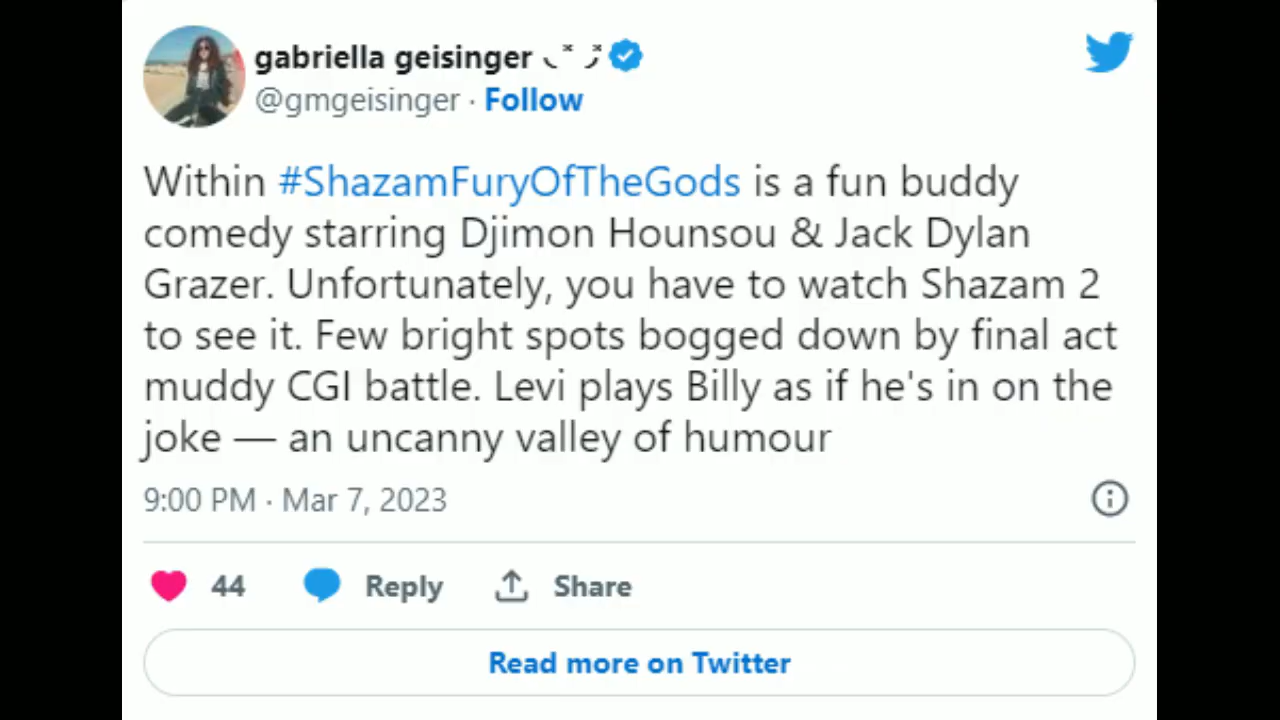 gabriella geisinger ◟̽ ◞̽
@gmgeisinger · Follow
Within #ShazamFuryOfTheGods is a fun buddy
comedy starring Djimon Hounsou & Jack Dylan
Grazer. Unfortunately, you have to watch Shazam 2
to see it. Few bright spots bogged down by final act
muddy CGI battle. Levi plays Billy as if he's in on the
joke — an uncanny valley of humour
9:00 PM · Mar 7, 2023
44 Reply Share
Read more on Twitter